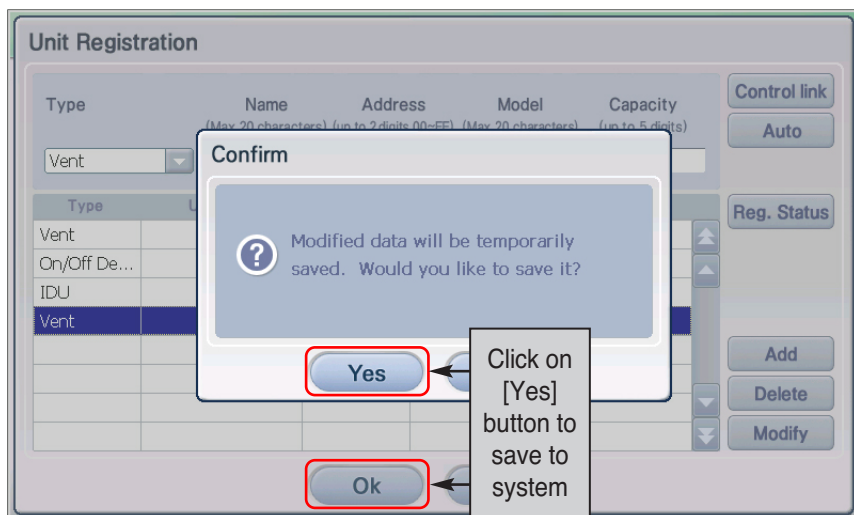 Unit Registration
Type Name Address Model Capacity Control link
(Max 20 characters) (up to 2 digits 00~FF) (Max 20 characters) (up to 5 digits)
Auto
Vent
Confirm
Type U
Reg. Status
Vent
On/Off De...
IDU
Vent
Modified data will be temporarily
saved. Would you like to save it?
Yes
Click on
[Yes]
button to
save to
system
Add
Delete
Modify
Ok